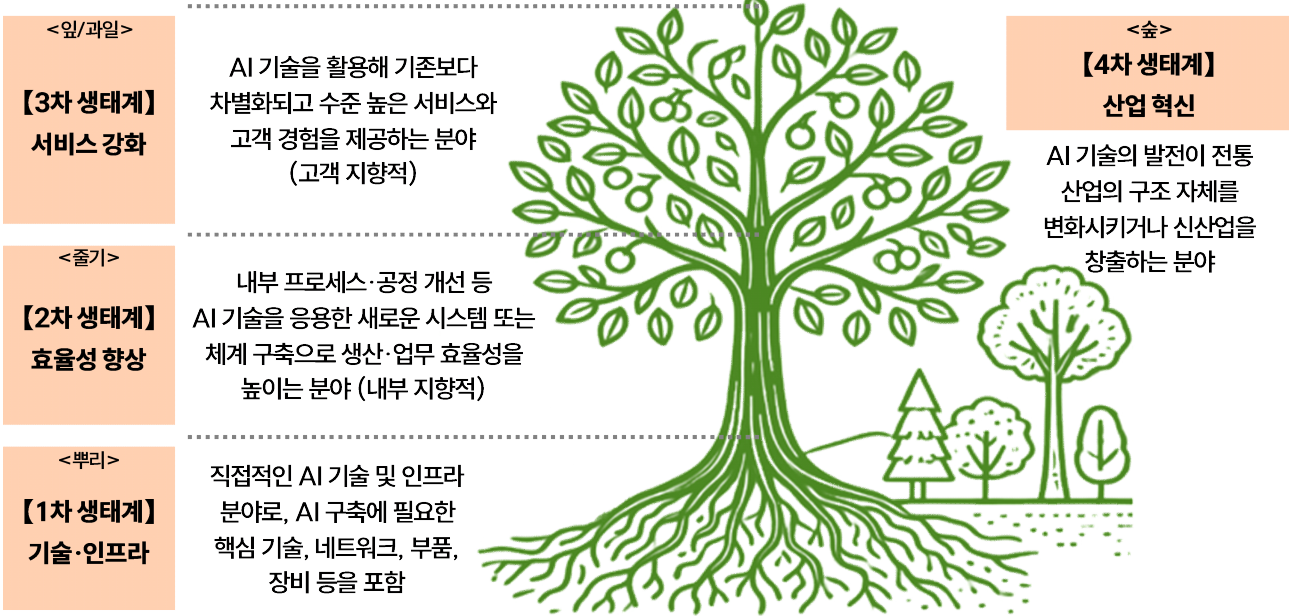 <잎/과일>
【3차 생태계】
서비스 강화
AI 기술을 활용해 기존보다
차별화되고 수준 높은 서비스와
고객 경험을 제공하는 분야
(고객 지향적)
<줄기>
【2차 생태계】
효율성 향상
내부 프로세스·공정 개선 등
AI 기술을 응용한 새로운 시스템 또는
체계 구축으로 생산·업무 효율성을
높이는 분야 (내부 지향적)
<뿌리>
【1차 생태계】
기술·인프라
직접적인 AI 기술 및 인프라
분야로, AI 구축에 필요한
핵심 기술, 네트워크, 부품,
장비 등을 포함
<숲>
【4차 생태계】
산업 혁신
AI 기술의 발전이 전통
산업의 구조 자체를
변화시키거나 신산업을
창출하는 분야